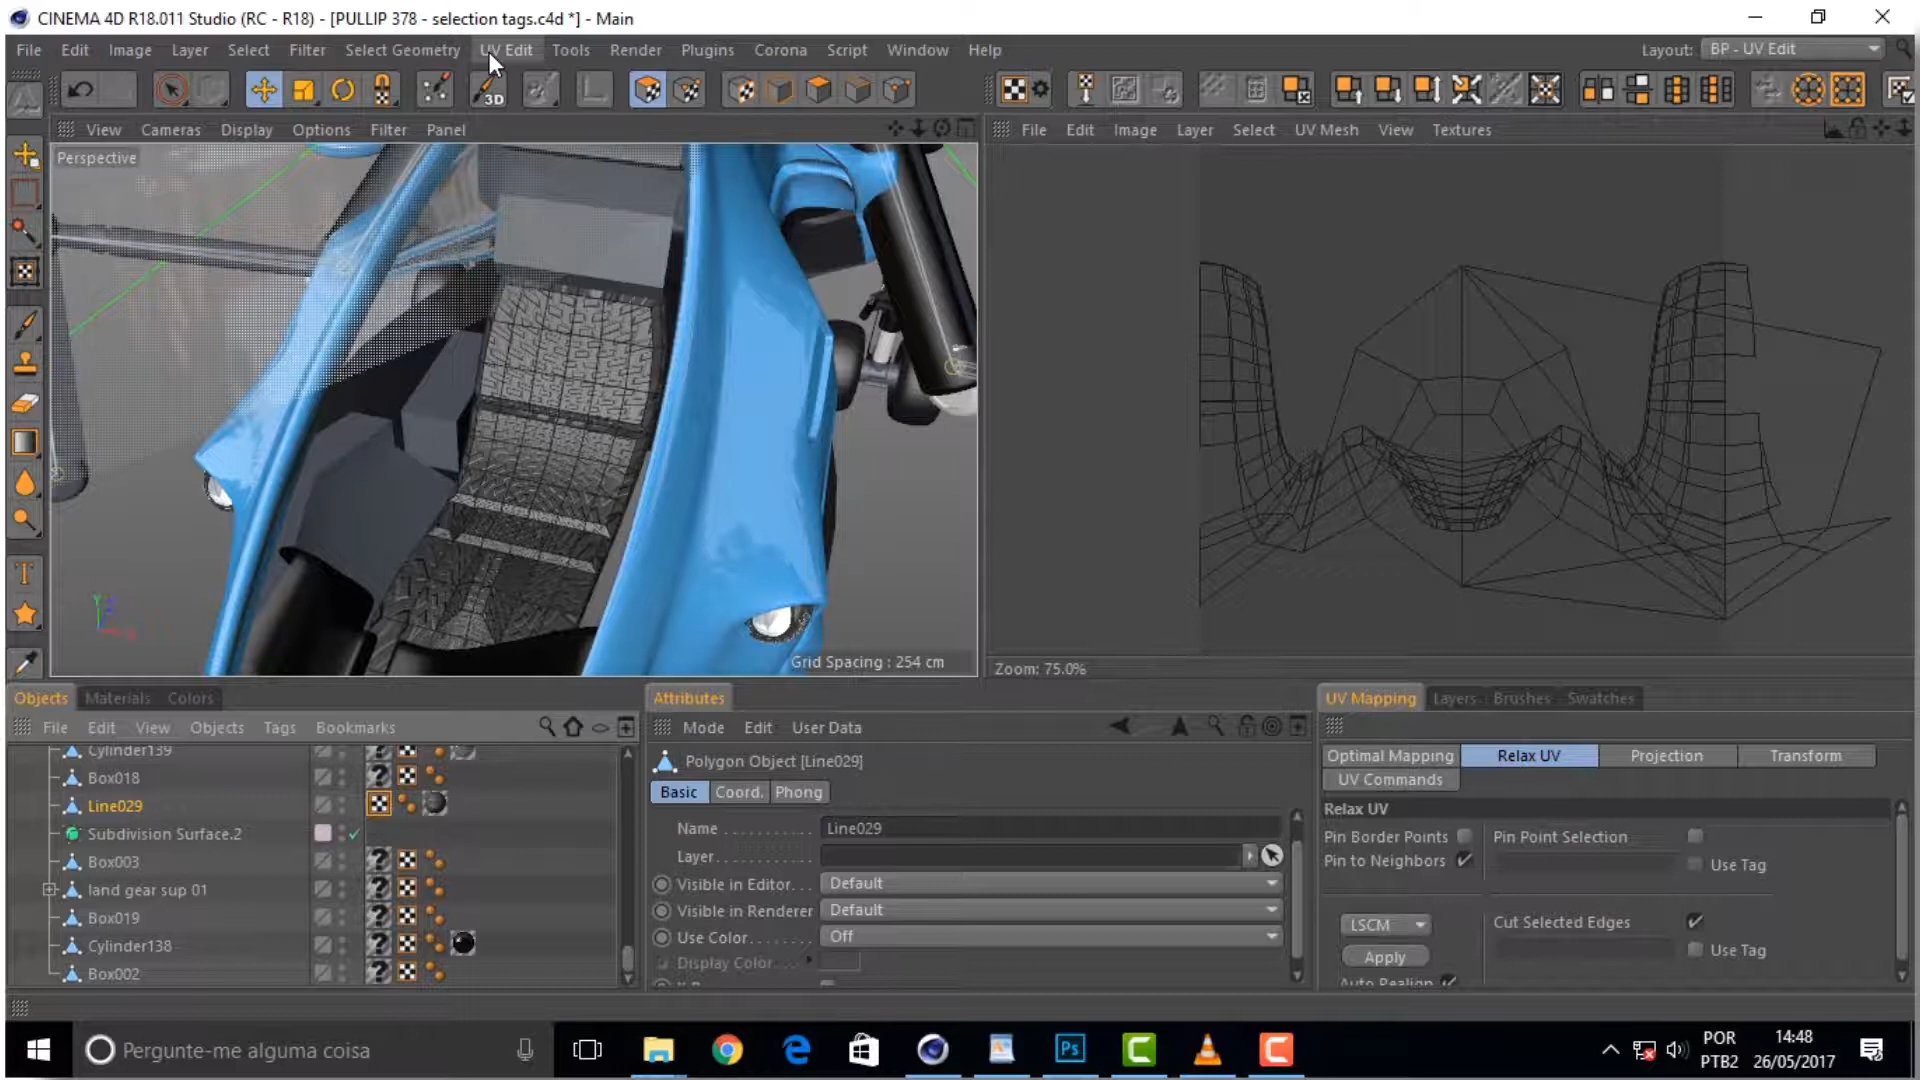 CINEMA 4D R18.011 Studio (RC - R18) - [PULLIP 378 - selection tags.c4d *] - Main
File Edit Image Layer Select Filter Select Geometry UV Edit Tools Render Plugins Corona Script Window Help Layout: BP - UV Edit
3D
View Cameras Display Options Filter Panel
File Edit Image Layer Select UV Mesh View Textures
Perspective
Grid Spacing : 254 cm
Zoom: 75.0%
Objects Materials Colors
File Edit View Objects Tags Bookmarks
Cylinder139
Box018
Line029
Subdivision Surface.2
Box003
land gear sup 01
Box019
Cylinder138
Box002
Attributes
Mode Edit User Data
Polygon Object [Line029]
Basic Coord. Phong
Name Line029
Layer
Visible in Editor Default
Visible in Renderer Default
Use Color Off
Display Color
UV Mapping Layers Brushes Swatches
Optimal Mapping Relax UV Projection Transform
UV Commands
Relax UV
Pin Border Points Pin Point Selection
Pin to Neighbors Use Tag
LSCM Cut Selected Edges
Apply Use Tag
Auto Realign
Pergunte-me alguma coisa
Ps
POR
PTB2
14:48
26/05/2017